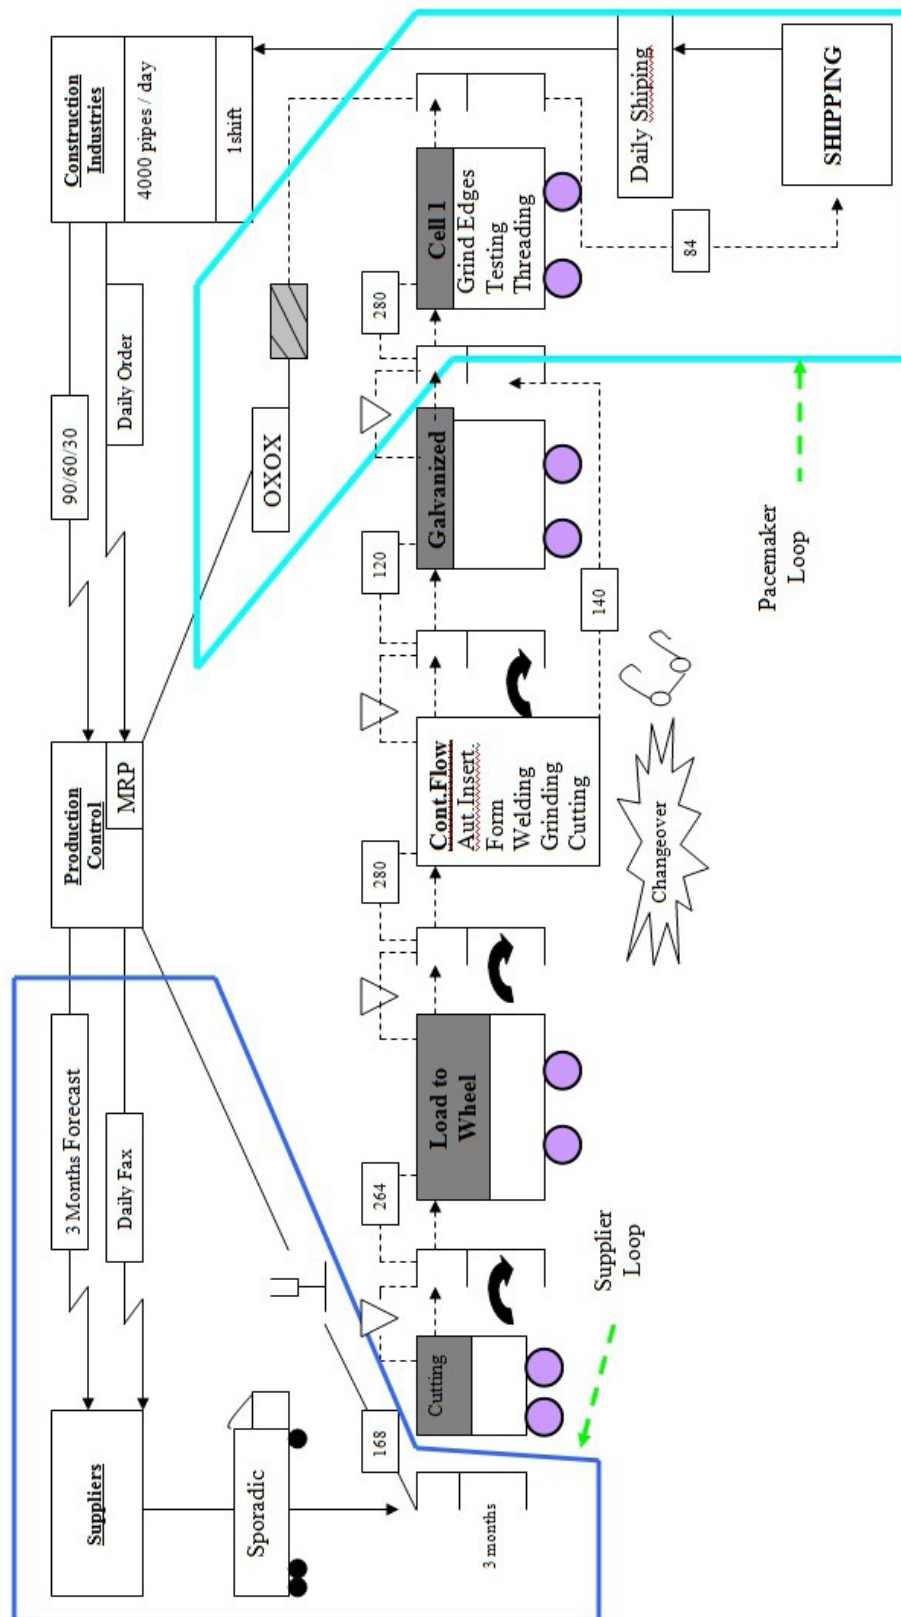 Suppliers
3 Months Forecast
Daily Fax
Production
Control
MRP
90/60/30
Daily Order
Construction
Industries
4000 pipes / day
1shift
Sporadic
OXOX
168
264
280
120
280
3 months
Cutting
Load to
Wheel
Cont.Flow
Aut.Insert.
Form
Welding
Grinding
Cutting
Galvanized
Cell 1
Grind Edges
Testing
Threading
140
84
Daily Shiping
SHIPPING
Changeover
Supplier
Loop
Pacemaker
Loop